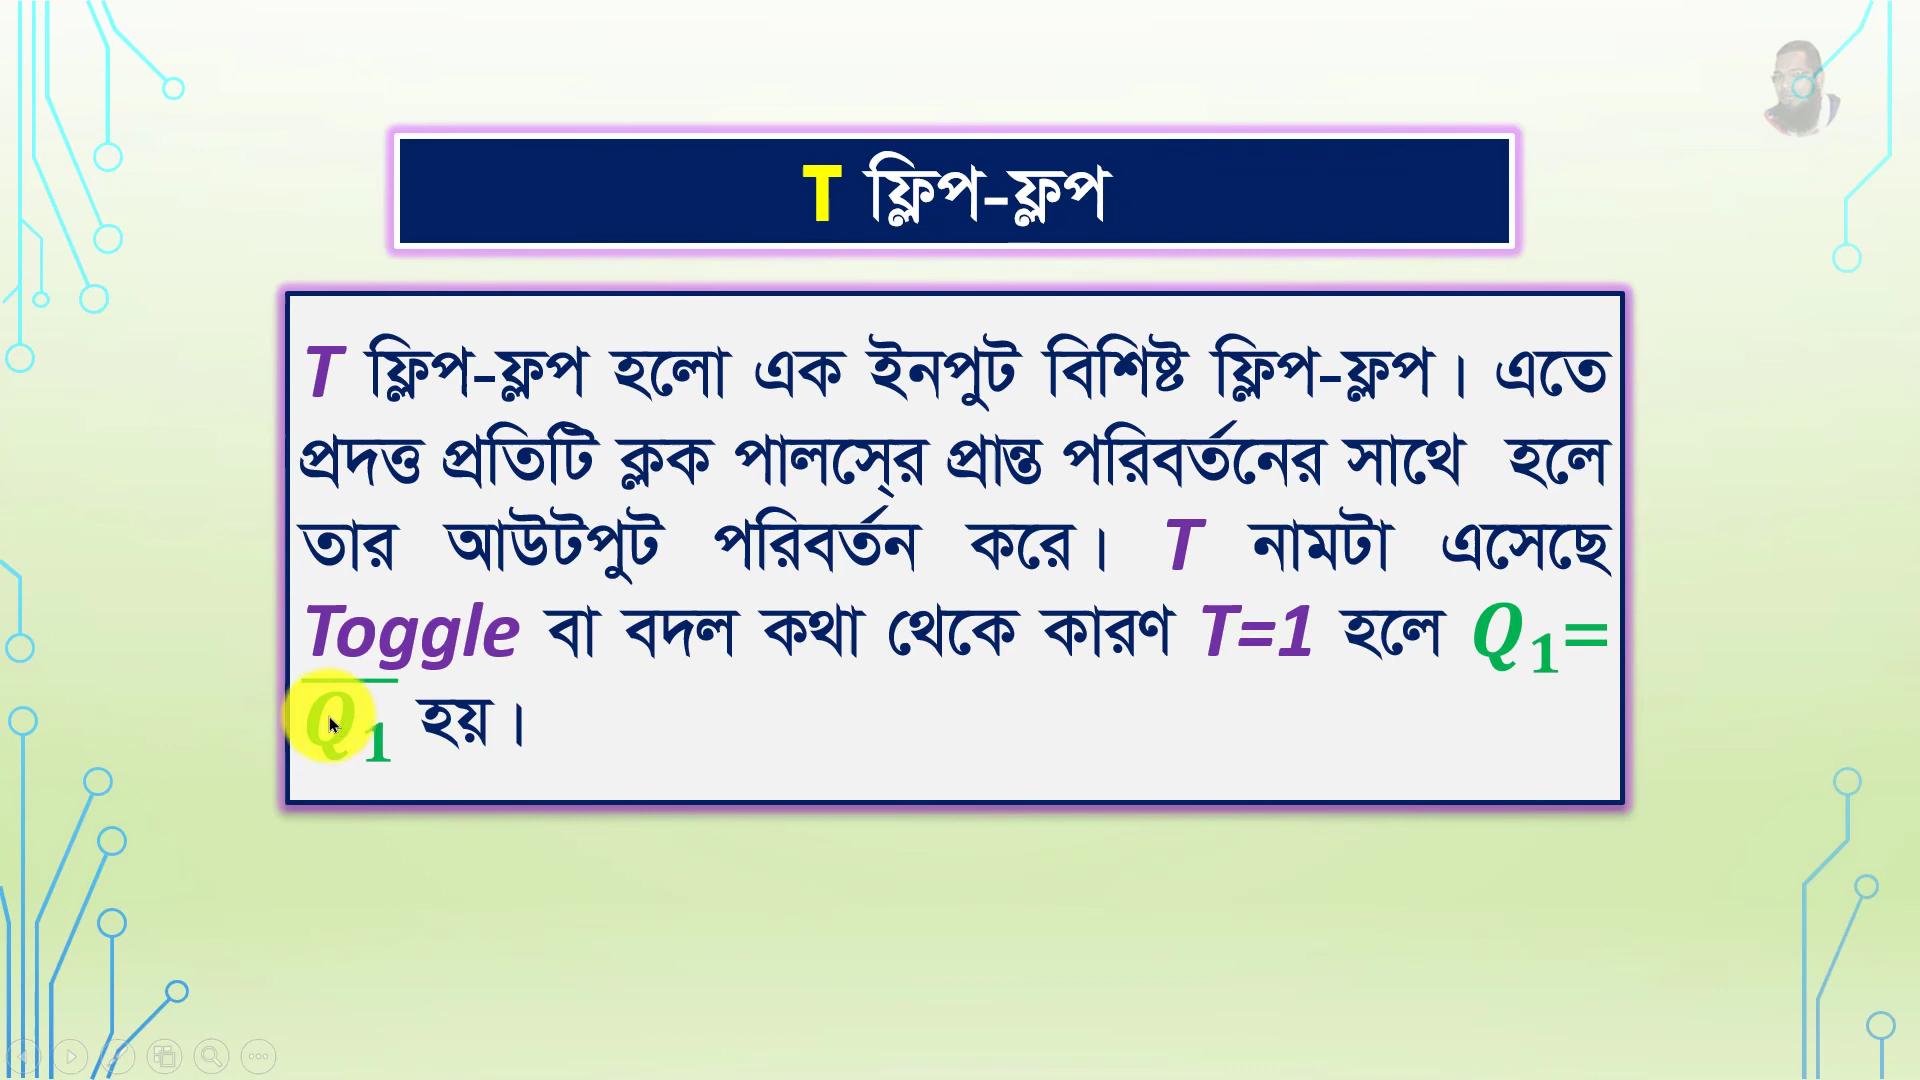 T ফ্লিপ-ফ্লপ
T ফ্লিপ-ফ্লপ হলো এক ইনপুট বিশিষ্ট ফ্লিপ-ফ্লপ। এতে
প্রদত্ত প্রতিটি ক্লক পালসে্র প্রান্ত পরিবর্তনের সাথে হলে
তার আউটপুট পরিবর্তন করে। T নামটা এসেছে
Toggle বা বদল কথা থেকে কারণ T=1 হলে Q₁=
Q̅₁ হয়।